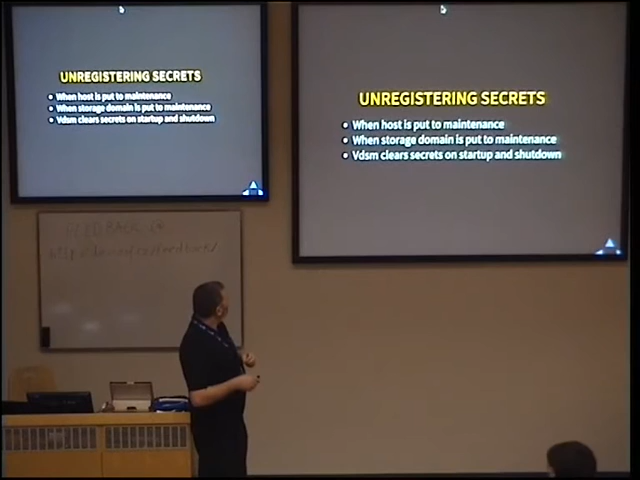 UNREGISTERING SECRETS
When host is put to maintenance
When storage domain is put to maintenance
Vdsm clears secrets on startup and shutdown
UNREGISTERING SECRETS
When host is put to maintenance
When storage domain is put to maintenance
Vdsm clears secrets on startup and shutdown
FEEDBACK @